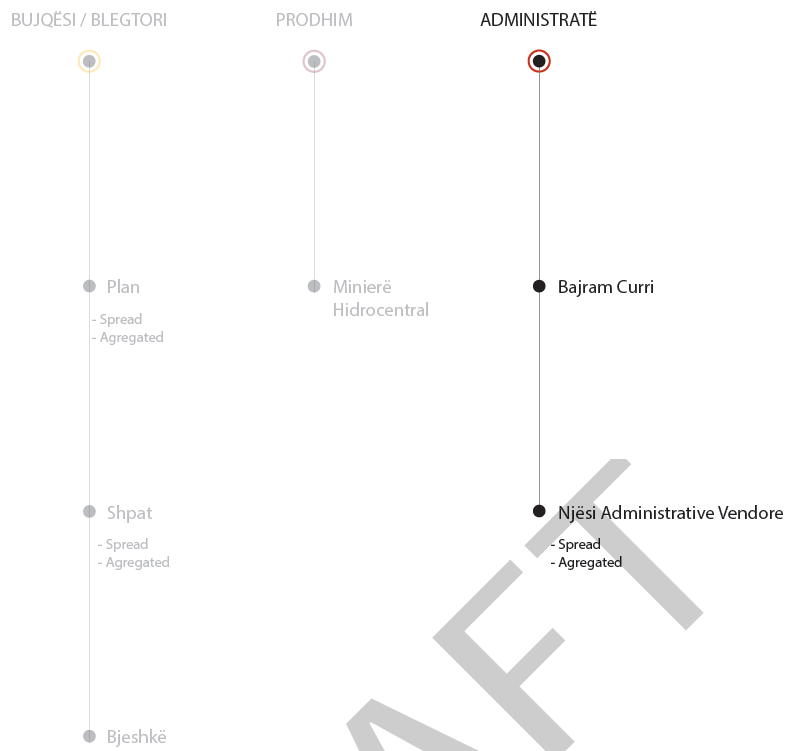 BUJQËSI / BLEGTORI
PRODHIM
ADMINISTRATË
Plan
- Spread
- Agregated
Minierë
Hidrocentral
Bajram Curri
Shpat
- Spread
- Agregated
Njësi Administrative Vendore
- Spread
- Agregated
Bjeshkë
AFT